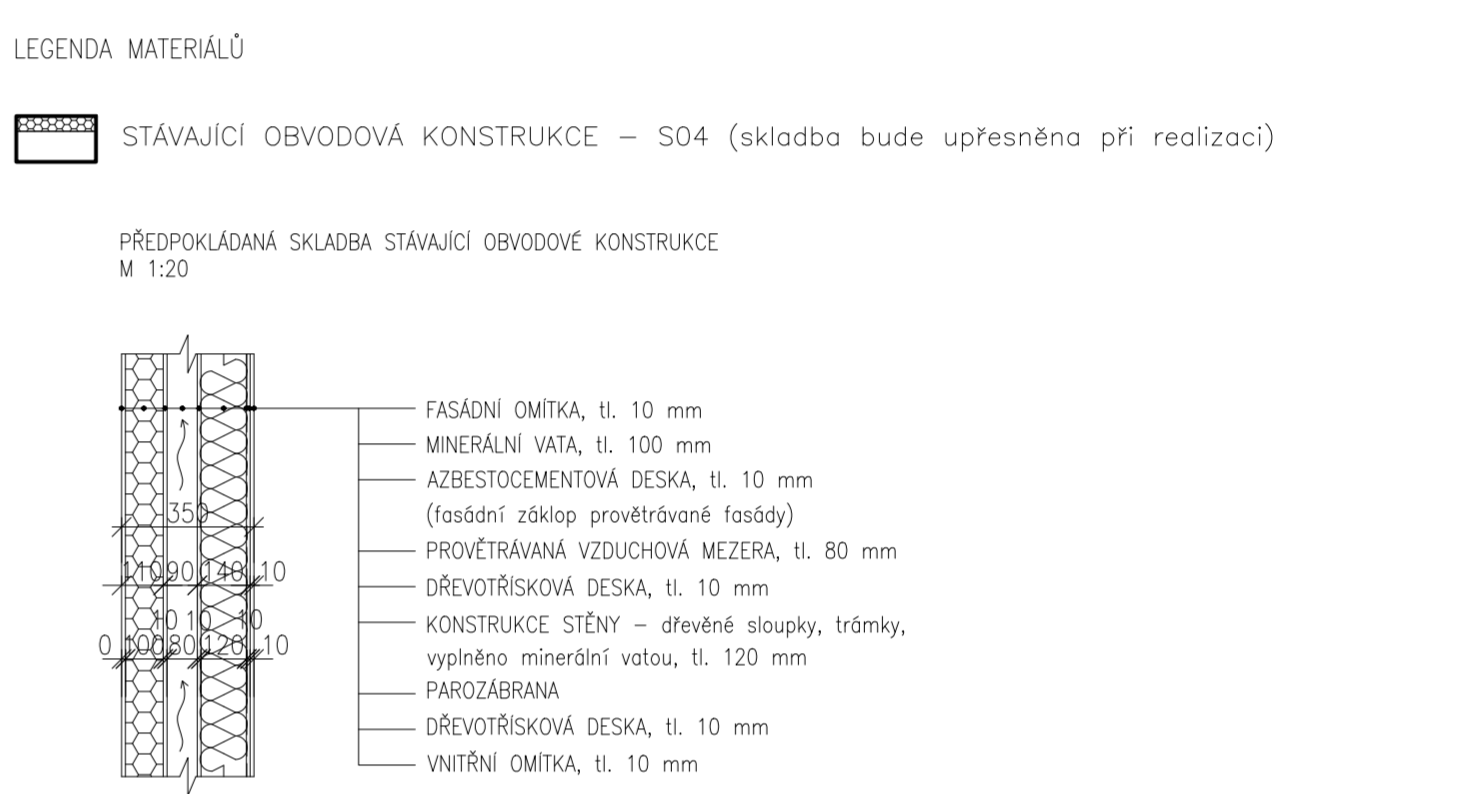 LEGENDA MATERIÁLŮ
STÁVAJÍCÍ OBVODOVÁ KONSTRUKCE – S04 (skladba bude upřesněna při realizaci)
PŘEDPOKLÁDANÁ SKLADBA STÁVAJÍCÍ OBVODOVÉ KONSTRUKCE
M 1:20
FASÁDNÍ OMÍTKA, tl. 10 mm
MINERÁLNÍ VATA, tl. 100 mm
AZBESTOCEMENTOVÁ DESKA, tl. 10 mm
(fasádní záklop provětrávané fasády)
PROVĚTRÁVANÁ VZDUCHOVÁ MEZERA, tl. 80 mm
DŘEVOTŘÍSKOVÁ DESKA, tl. 10 mm
KONSTRUKCE STĚNY – dřevěné sloupky, trámky,
vyplněno minerální vatou, tl. 120 mm
PAROZÁBRANA
DŘEVOTŘÍSKOVÁ DESKA, tl. 10 mm
VNITŘNÍ OMÍTKA, tl. 10 mm
350
110 90 140 10
10 10 10
0 100 80 120 10